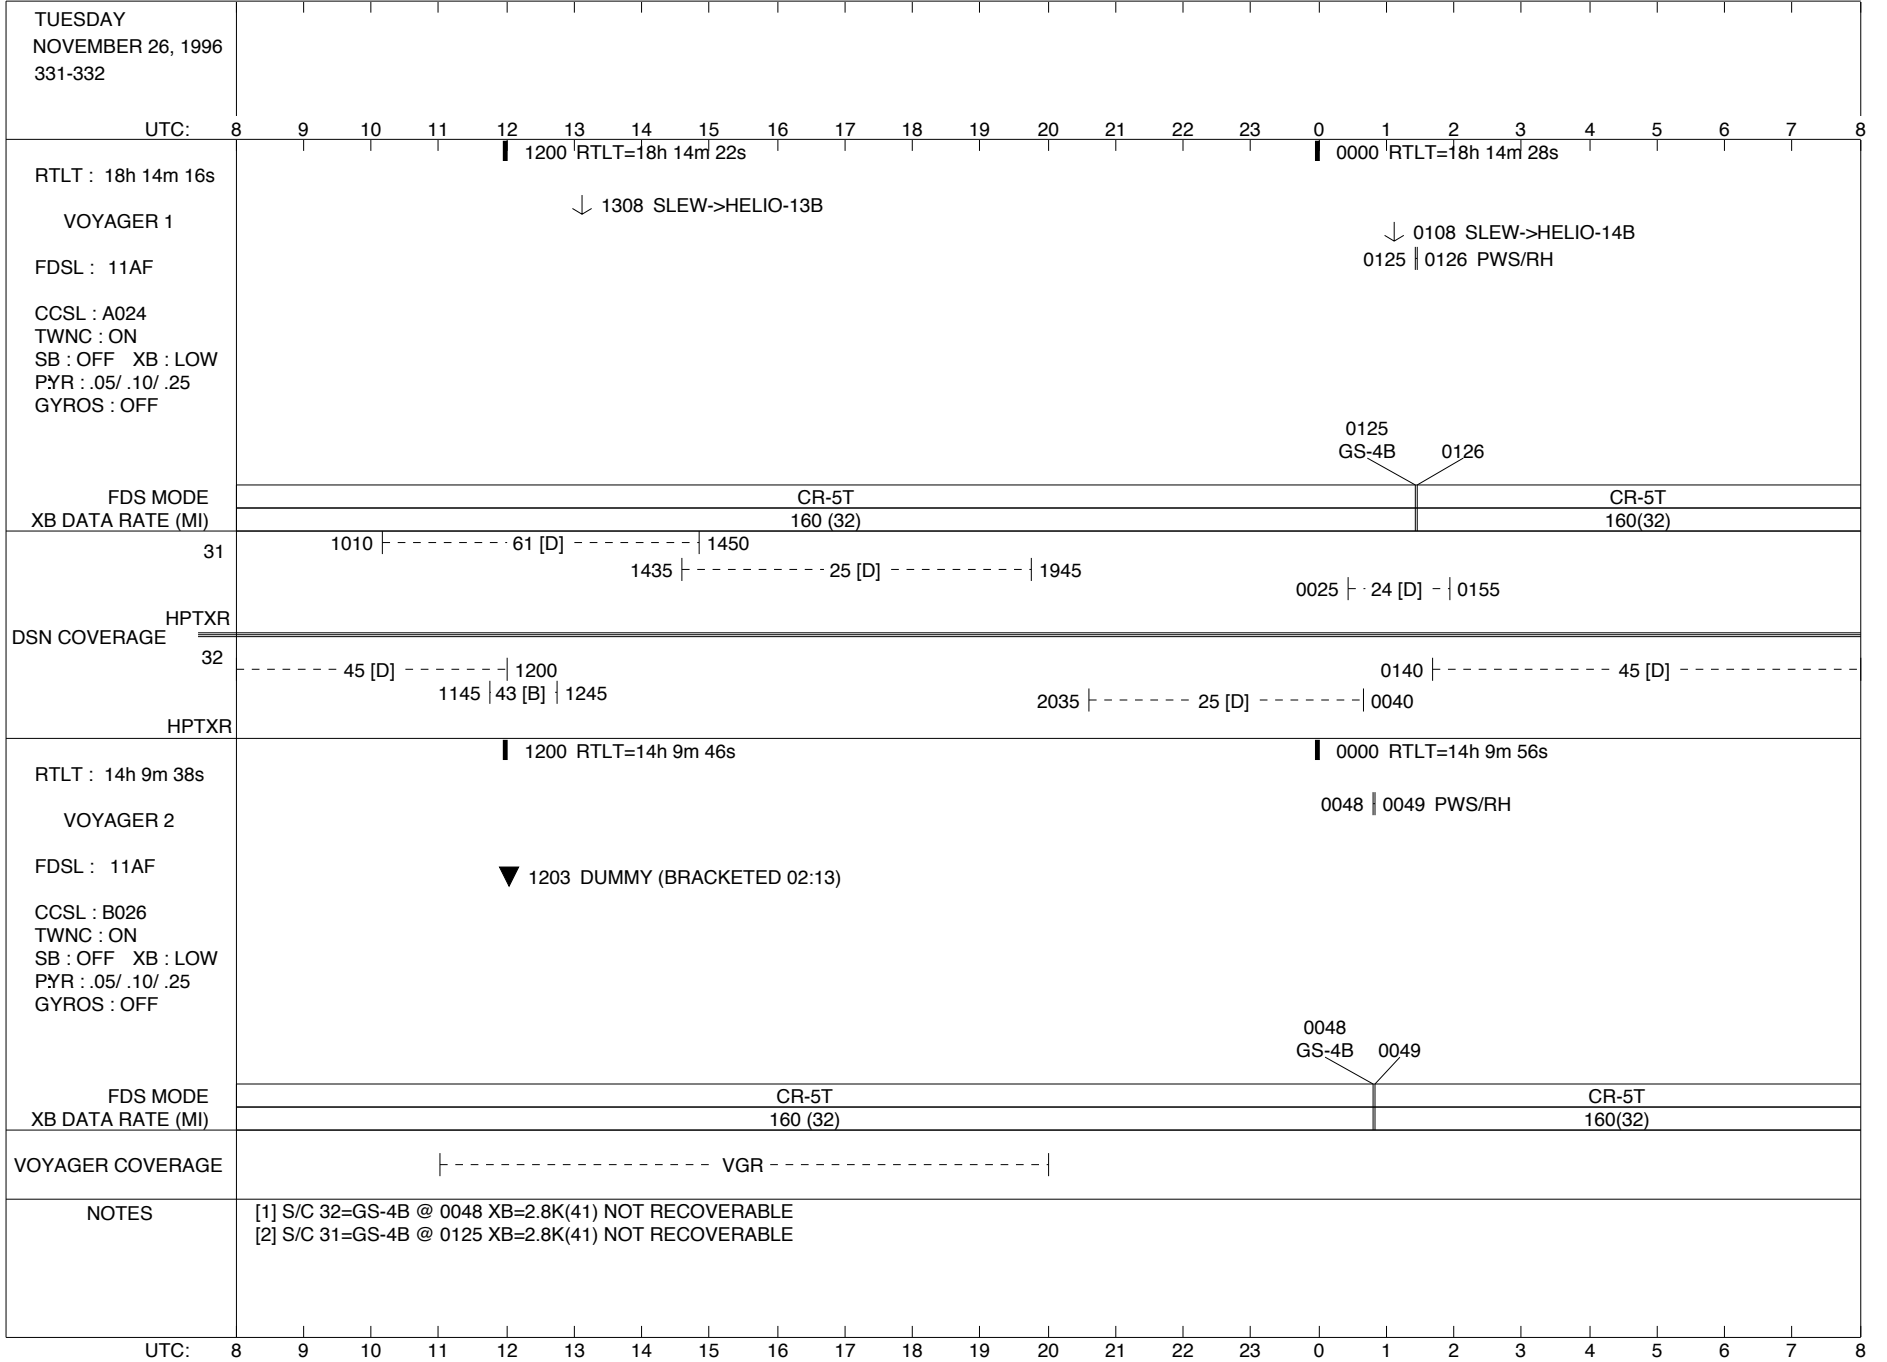 TUESDAY
NOVEMBER 26, 1996
331-332
UTC: 8 9 10 11 12 13 14 15 16 17 18 19 20 21 22 23 0 1 2 3 4 5 6 7 8
1200 RTLT=18h 14m 22s 0000 RTLT=18h 14m 28s
RTLT : 18h 14m 16s
1308 SLEW->HELIO-13B
VOYAGER 1
0108 SLEW->HELIO-14B
0125 0126 PWS/RH
FDSL : 11AF
CCSL : A024
TWNC : ON
SB : OFF XB : LOW
P:YR : .05/ .10/ .25
GYROS : OFF
0125
GS-4B 0126
FDS MODE CR-5T CR-5T
XB DATA RATE (MI) 160 (32) 160(32)
31 1010 61 [D] 1450
1435 25 [D] 1945
0025 24 [D] 0155
HPTXR
DSN COVERAGE
32 45 [D] 1200 0140 45 [D]
1145 43 [B] 1245 2035 25 [D] 0040
HPTXR
1200 RTLT=14h 9m 46s 0000 RTLT=14h 9m 56s
RTLT : 14h 9m 38s
0048 0049 PWS/RH
VOYAGER 2
FDSL : 11AF
1203 DUMMY (BRACKETED 02:13)
CCSL : B026
TWNC : ON
SB : OFF XB : LOW
P:YR : .05/ .10/ .25
GYROS : OFF
0048
GS-4B 0049
FDS MODE CR-5T CR-5T
XB DATA RATE (MI) 160 (32) 160(32)
VOYAGER COVERAGE VGR
NOTES [1] S/C 32=GS-4B @ 0048 XB=2.8K(41) NOT RECOVERABLE
[2] S/C 31=GS-4B @ 0125 XB=2.8K(41) NOT RECOVERABLE
UTC: 8 9 10 11 12 13 14 15 16 17 18 19 20 21 22 23 0 1 2 3 4 5 6 7 8